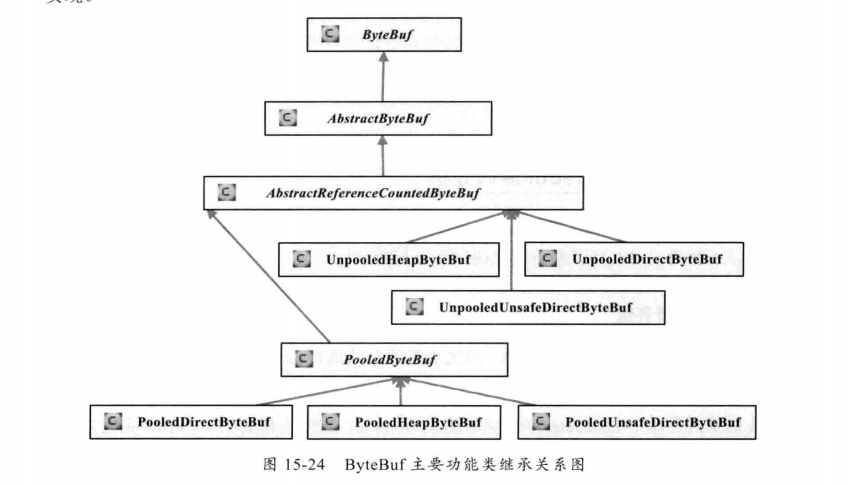 实现。
ByteBuf
AbstractByteBuf
AbstractReferenceCountedByteBuf
UnpooledHeapByteBuf
UnpooledDirectByteBuf
UnpooledUnsafeDirectByteBuf
PooledByteBuf
PooledDirectByteBuf
PooledHeapByteBuf
PooledUnsafeDirectByteBuf
图 15-24 ByteBuf 主要功能类继承关系图